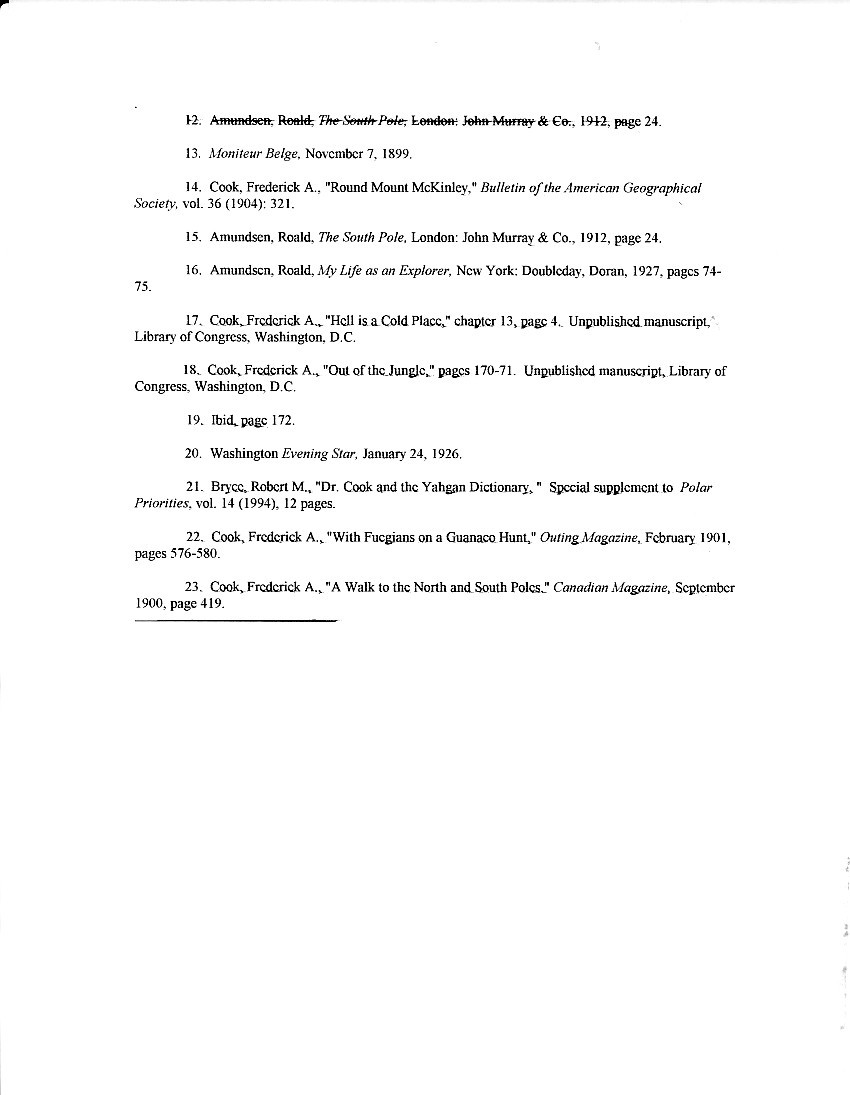 12. Amundsen, Roald, The South Pole, London: John Murray & Co., 1912, page 24.
13. Moniteur Belge, November 7, 1899.
14. Cook, Frederick A., "Round Mount McKinley," Bulletin of the American Geographical
Society, vol. 36 (1904): 321.
15. Amundsen, Roald, The South Pole, London: John Murray & Co., 1912, page 24.
16. Amundsen, Roald, My Life as an Explorer, New York: Doubleday, Doran, 1927, pages 74-
75.
17. Cook, Frederick A., "Hell is a Cold Place," chapter 13, page 4. Unpublished manuscript,
Library of Congress, Washington, D.C.
18. Cook, Frederick A., "Out of the Jungle," pages 170-71. Unpublished manuscript, Library of
Congress, Washington, D.C.
19. Ibid, page 172.
20. Washington Evening Star, January 24, 1926.
21. Bryce, Robert M., "Dr. Cook and the Yahgan Dictionary, " Special supplement to Polar
Priorities, vol. 14 (1994), 12 pages.
22. Cook, Frederick A., "With Fuegians on a Guanaco Hunt," Outing Magazine, February 1901,
pages 576-580.
23. Cook, Frederick A., "A Walk to the North and South Poles," Canadian Magazine, September
1900, page 419.